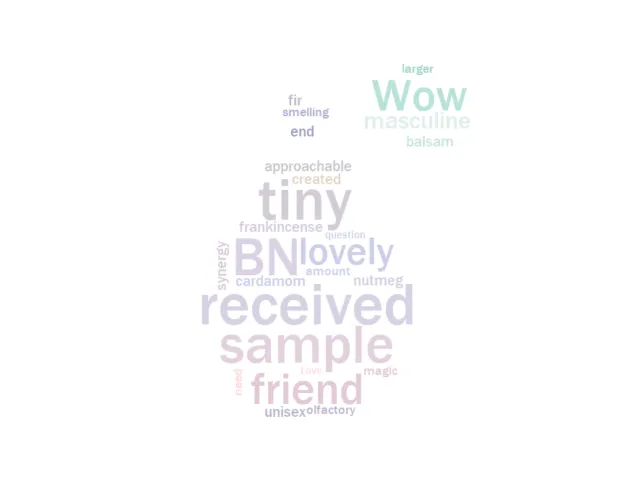 larger
Wow
masculine
balsam
fir
smelling
end
approachable
created
tiny
frankincense
question
synergy
BN lovely
amount
cardamom nutmeg
received
sample
need
Love
magic
friend
unisex olfactory